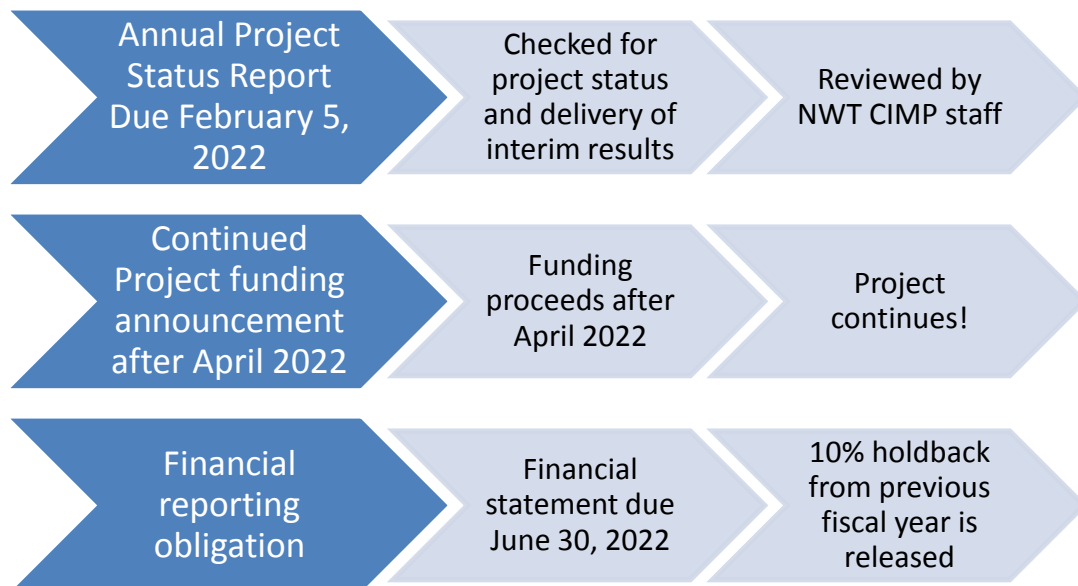 Annual Project
Status Report
Due February 5,
2022
Checked for
project status
and delivery of
interim results
Reviewed by
NWT CIMP staff
Continued
Project funding
announcement
after April 2022
Funding
proceeds after
April 2022
Project
continues!
Financial
reporting
obligation
Financial
statement due
June 30, 2022
10% holdback
from previous
fiscal year is
released